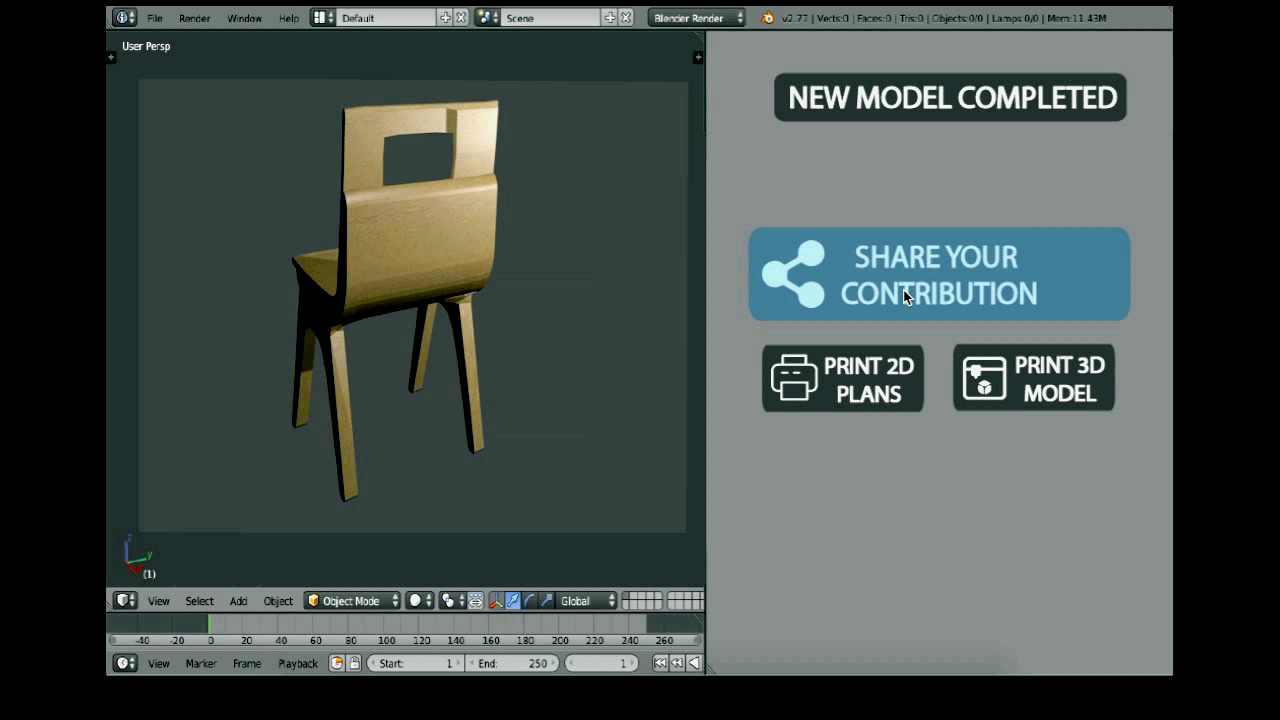 File Render Window Help Default Scene Blender Render v2.77 | Verts:0 | Faces:0 | Tris:0 | Objects:0/0 | Lamps:0/0 | Mem:11.43M
User Persp
NEW MODEL COMPLETED
SHARE YOUR
CONTRIBUTION
PRINT 2D
PLANS
PRINT 3D
MODEL
z
y
x
(1)
View Select Add Object Object Mode Global
-40 -20 0 20 40 60 80 100 120 140 160 180 200 220 240 260
View Marker Frame Playback Start: 1 End: 250 1